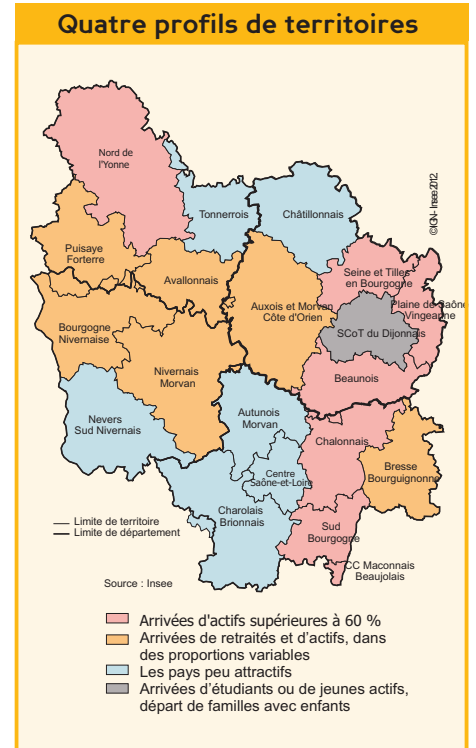 Quatre profils de territoires
Nord de
l'Yonne
Tonnerrois
Châtillonnais
©IGN - Insee 2012
Puisaye
Forterre
Avallonnais
Seine et Tilles
en Bourgogne
Auxois et Morvan
Côte d'Orien
Plaine de Saône
Vingeanne
SCoT du Dijonnais
Bourgogne
Nivernaise
Nivernais
Morvan
Beaunois
Nevers
Sud Nivernais
Autunois
Morvan
Chalonnais
Bresse
Bourguignonne
Centre
Saône-et-Loire
Charolais
Brionnais
Sud
Bourgogne
CC Maconnais
Beaujolais
Limite de territoire
Limite de département
Source : Insee
Arrivées d'actifs supérieures à 60 %
Arrivées de retraités et d'actifs, dans
des proportions variables
Les pays peu attractifs
Arrivées d'étudiants ou de jeunes actifs,
départ de familles avec enfants